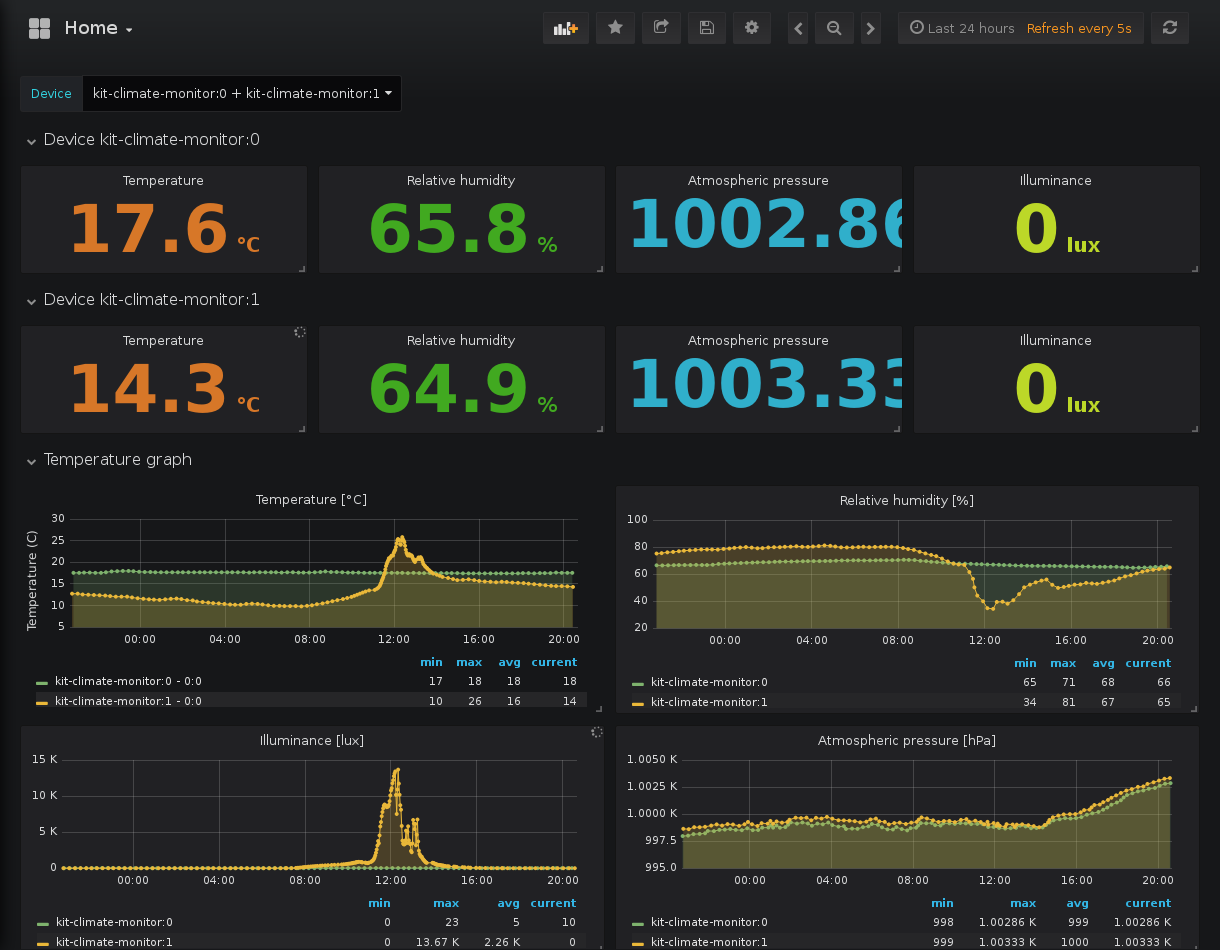 Home
Last 24 hours Refresh every 5s
Device kit-climate-monitor:0 + kit-climate-monitor:1
Device kit-climate-monitor:0
Temperature Relative humidity Atmospheric pressure Illuminance
17.6 °C 65.8 % 1002.86 0 lux
Device kit-climate-monitor:1
Temperature Relative humidity Atmospheric pressure Illuminance
14.3 °C 64.9 % 1003.33 0 lux
Temperature graph
Temperature [°C]
Temperature (C)
30
25
20
15
10
5
00:00 04:00 08:00 12:00 16:00 20:00
min max avg current
kit-climate-monitor:0 - 0:0 17 18 18 18
kit-climate-monitor:1 - 0:0 10 26 16 14
Relative humidity [%]
100
80
60
40
20
00:00 04:00 08:00 12:00 16:00 20:00
min max avg current
kit-climate-monitor:0 65 71 68 66
kit-climate-monitor:1 34 81 67 65
Illuminance [lux]
15 K
10 K
5 K
0
00:00 04:00 08:00 12:00 16:00 20:00
min max avg current
kit-climate-monitor:0 0 23 5 10
kit-climate-monitor:1 0 13.67 K 2.26 K 0
Atmospheric pressure [hPa]
1.0050 K
1.0025 K
1.0000 K
997.5
995.0
00:00 04:00 08:00 12:00 16:00 20:00
min max avg current
kit-climate-monitor:0 998 1.00286 K 999 1.00286 K
kit-climate-monitor:1 999 1.00333 K 1000 1.00333 K